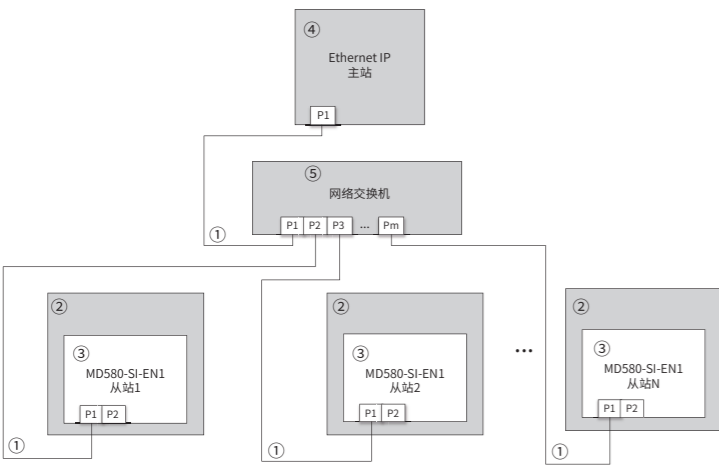 ④
Ethernet IP
主站
P1
⑤
网络交换机
P1 P2 P3 ... Pm
①
②
③
MD580-SI-EN1
从站1
P1 P2
①
②
③
MD580-SI-EN1
从站2
P1 P2
①
...
②
③
MD580-SI-EN1
从站N
P1 P2
①